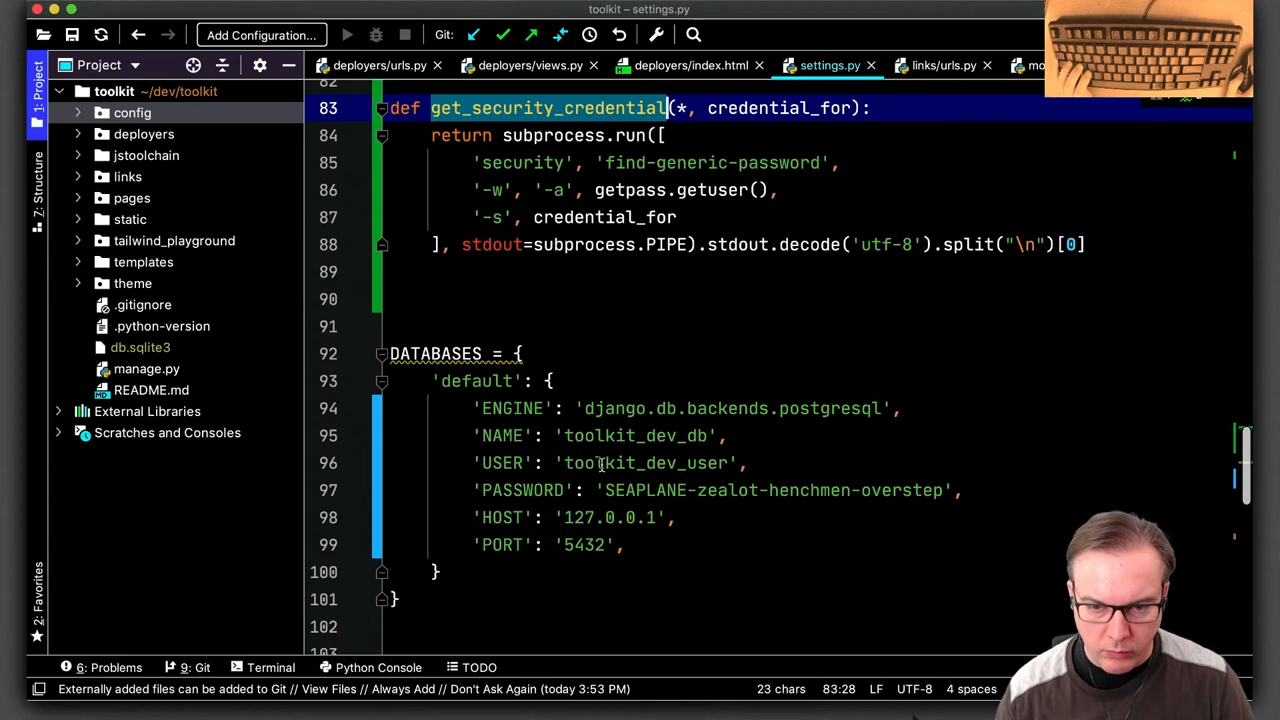 toolkit – settings.py
Add Configuration...
Git:
Project
deployers/urls.py
deployers/views.py
deployers/index.html
settings.py
links/urls.py
1: Project
Z: Structure
2: Favorites
toolkit ~/dev/toolkit
config
deployers
jstoolchain
links
pages
static
tailwind_playground
templates
theme
.gitignore
.python-version
db.sqlite3
manage.py
README.md
External Libraries
Scratches and Consoles
82
83 def get_security_credential(*, credential_for):
84 return subprocess.run([
85 'security', 'find-generic-password',
86 '-w', '-a', getpass.getuser(),
87 '-s', credential_for
88 ], stdout=subprocess.PIPE).stdout.decode('utf-8').split("\n")[0]
89
90
91
92 DATABASES = {
93 'default': {
94 'ENGINE': 'django.db.backends.postgresql',
95 'NAME': 'toolkit_dev_db',
96 'USER': 'toolkit_dev_user',
97 'PASSWORD': 'SEAPLANE-zealot-henchmen-overstep',
98 'HOST': '127.0.0.1',
99 'PORT': '5432',
100 }
101 }
102
103
6: Problems
9: Git
Terminal
Python Console
TODO
Externally added files can be added to Git // View Files // Always Add // Don't Ask Again (today 3:53 PM)
23 chars
83:28
LF
UTF-8
4 spaces